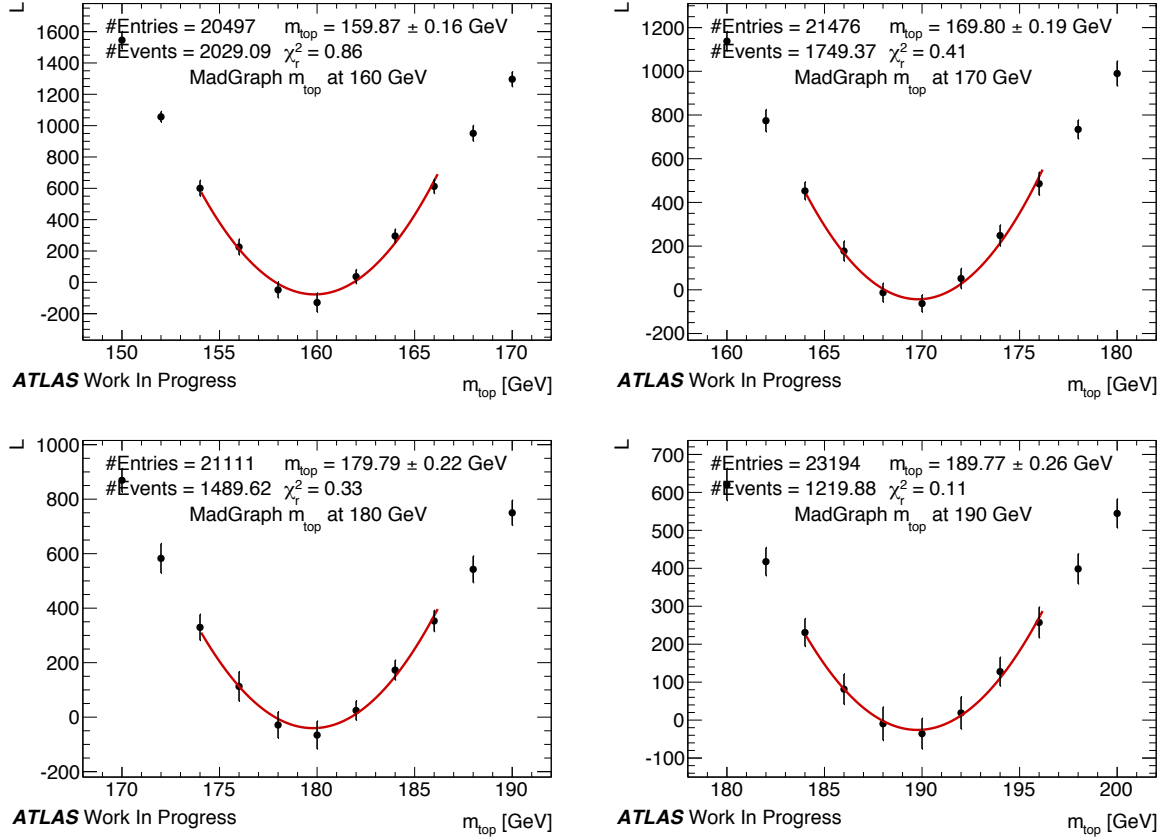 L
#Entries = 20497 m_top = 159.87 ± 0.16 GeV
#Events = 2029.09 χ²_r = 0.86
MadGraph m_top at 160 GeV
1600
1400
1200
1000
800
600
400
200
0
-200
150 155 160 165 170
ATLAS Work In Progress m_top [GeV]
L
#Entries = 21476 m_top = 169.80 ± 0.19 GeV
#Events = 1749.37 χ²_r = 0.41
MadGraph m_top at 170 GeV
1200
1000
800
600
400
200
0
-200
160 165 170 175 180
ATLAS Work In Progress m_top [GeV]
L
#Entries = 21111 m_top = 179.79 ± 0.22 GeV
#Events = 1489.62 χ²_r = 0.33
MadGraph m_top at 180 GeV
1000
800
600
400
200
0
-200
170 175 180 185 190
ATLAS Work In Progress m_top [GeV]
L
#Entries = 23194 m_top = 189.77 ± 0.26 GeV
#Events = 1219.88 χ²_r = 0.11
MadGraph m_top at 190 GeV
700
600
500
400
300
200
100
0
-100
180 185 190 195 200
ATLAS Work In Progress m_top [GeV]